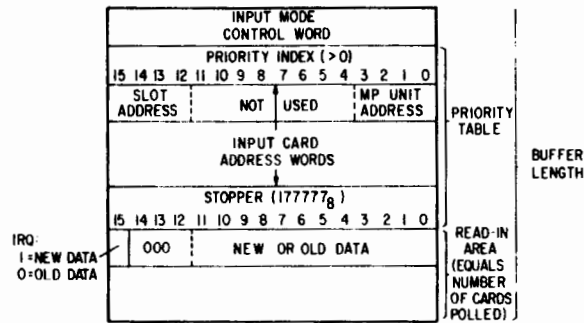 INPUT MODE
CONTROL WORD
PRIORITY INDEX (>0)
15 14 13 12 11 10 9 8 7 6 5 4 3 2 1 0
SLOT
ADDRESS
NOT USED
MP UNIT
ADDRESS
INPUT CARD
ADDRESS WORDS
STOPPER (177777₈)
15 14 13 12 11 10 9 8 7 6 5 4 3 2 1 0
000
NEW OR OLD DATA
IRQ:
1=NEW DATA
0=OLD DATA
PRIORITY
TABLE
READ-IN
AREA
(EQUALS
NUMBER
OF CARDS
POLLED)
BUFFER
LENGTH